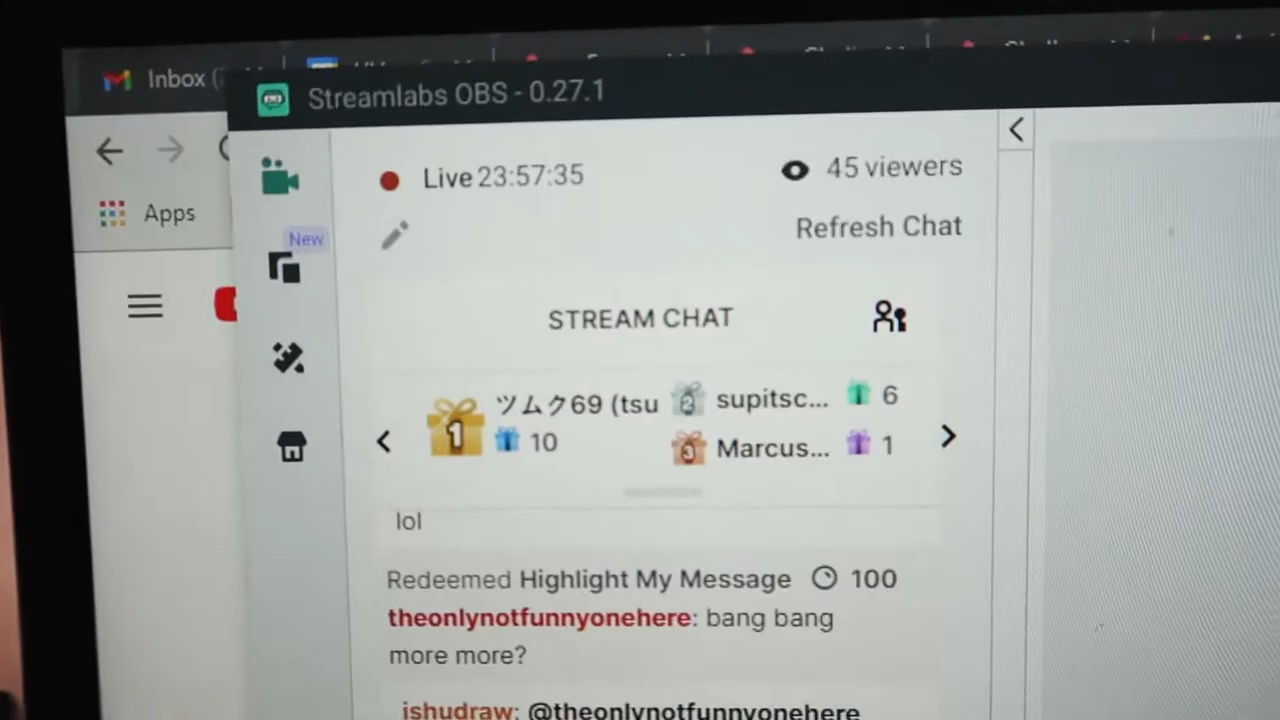 Inbox (
Streamlabs OBS - 0.27.1
Live 23:57:35
45 viewers
Apps
Refresh Chat
New
STREAM CHAT
1
ツムク69 (tsu
10
2
supitsc...
6
3
Marcus...
1
lol
Redeemed Highlight My Message 100
theonlynotfunnyonehere: bang bang
more more?
ishudraw: @theonlynotfunnyonehere